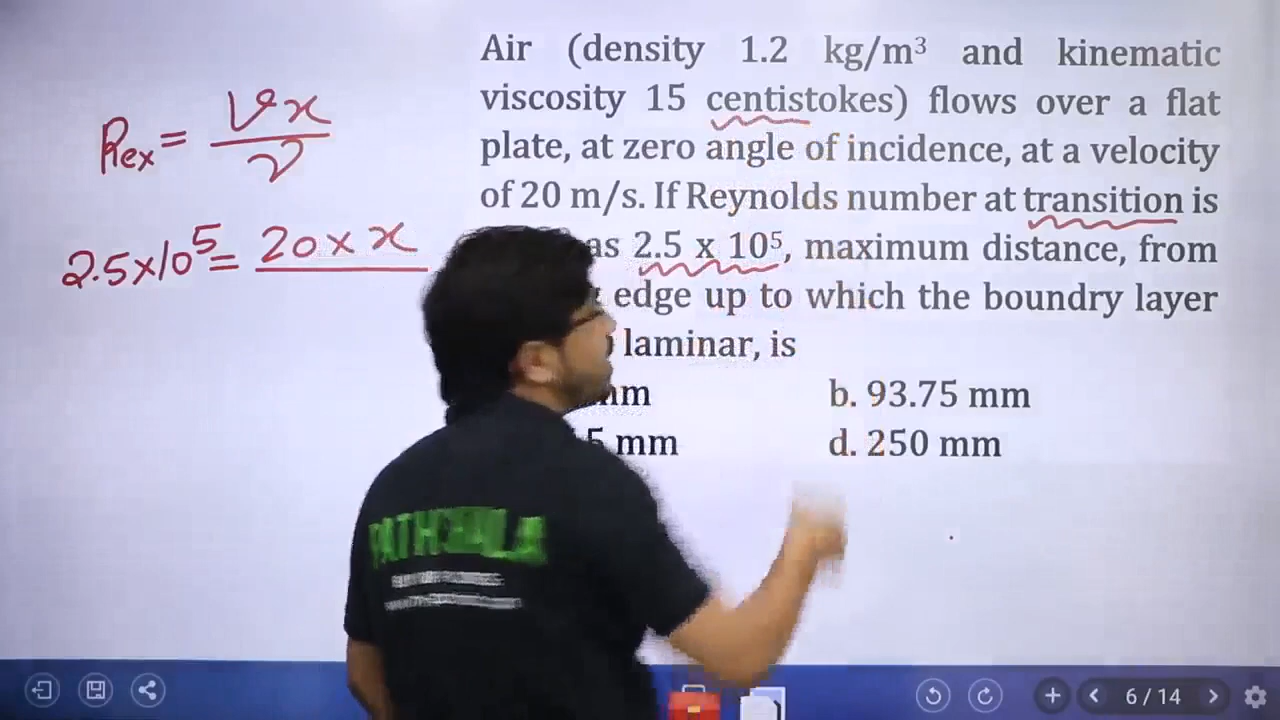 Air (density 1.2 kg/m³ and kinematic
viscosity 15 centistokes) flows over a flat
plate, at zero angle of incidence, at a velocity
of 20 m/s. If Reynolds number at transition is
as 2.5 x 10⁵, maximum distance, from
edge up to which the boundry layer
laminar, is
mm
b. 93.75 mm
5 mm
d. 250 mm
Rex = Vx / ν
2.5×10⁵ = 20 × x
6 / 14